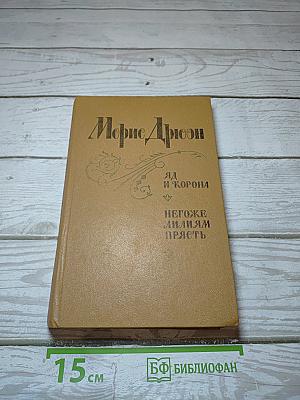 Морис Дрюон
ЯД
И КОРОНА
НЕГОЖЕ
ЛИЛИЯМ
ПРЯСТЬ
15 СМ
БФ БИБЛИОФАН